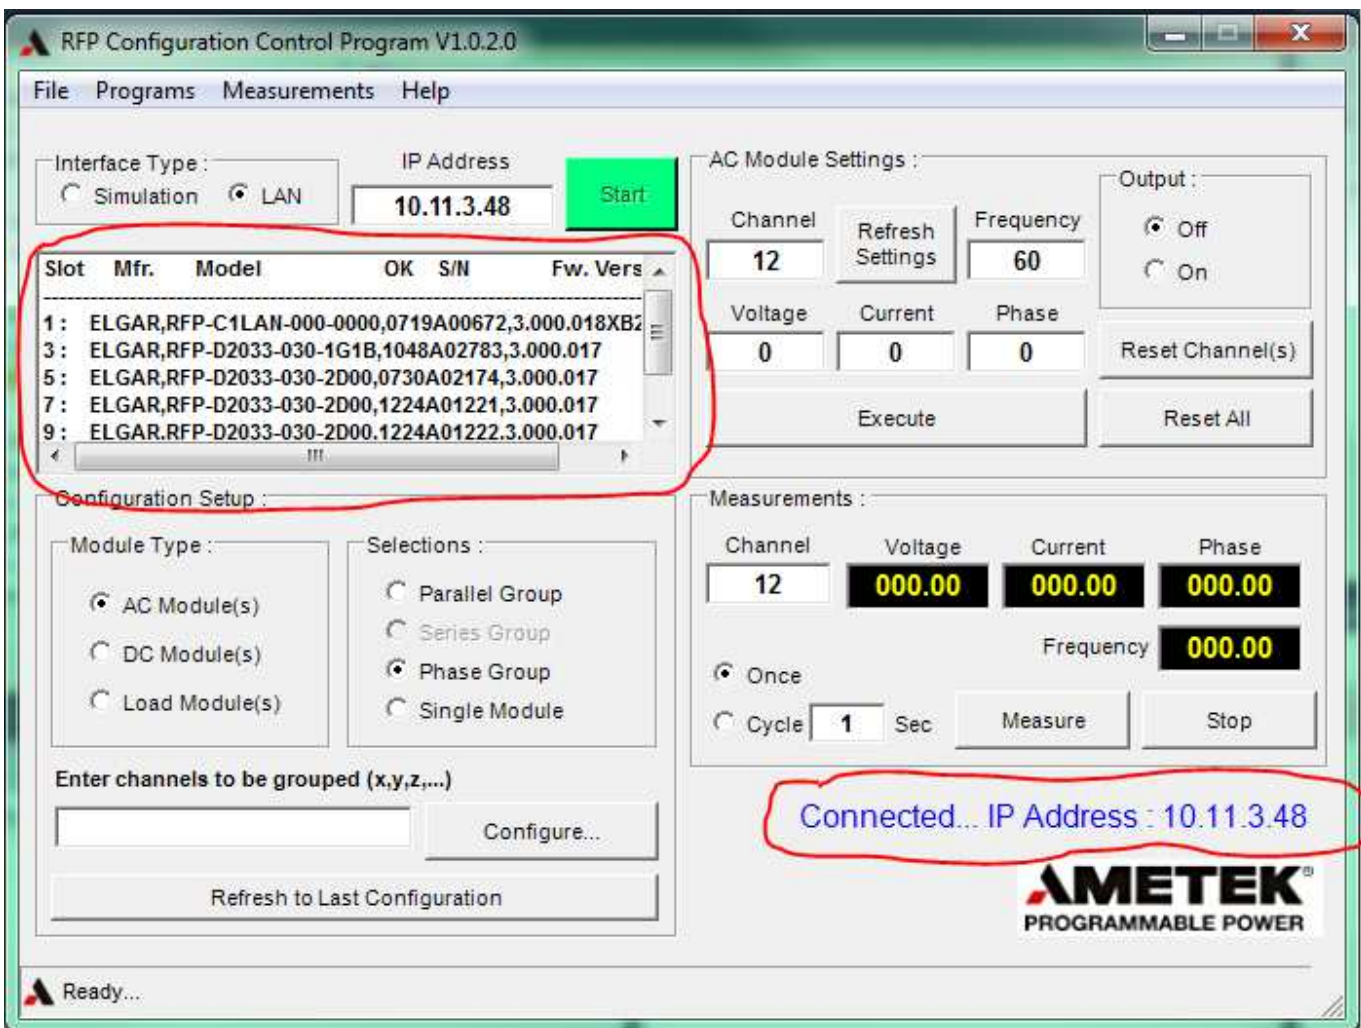 RFP Configuration Control Program V1.0.2.0
File Programs Measurements Help
Interface Type :
Simulation LAN
IP Address
10.11.3.48
Start
Slot Mfr. Model OK S/N Fw. Vers
1 : ELGAR,RFP-C1LAN-000-0000,0719A00672,3.000.018XB2
3 : ELGAR,RFP-D2033-030-1G1B,1048A02783,3.000.017
5 : ELGAR,RFP-D2033-030-2D00,0730A02174,3.000.017
7 : ELGAR,RFP-D2033-030-2D00,1224A01221,3.000.017
9 : ELGAR.RFP-D2033-030-2D00.1224A01222.3.000.017
AC Module Settings :
Channel
12
Refresh
Settings
Frequency
60
Output :
Off
On
Voltage Current Phase
0 0 0
Reset Channel(s)
Execute
Reset All
Configuration Setup :
Module Type :
AC Module(s)
DC Module(s)
Load Module(s)
Selections :
Parallel Group
Series Group
Phase Group
Single Module
Enter channels to be grouped (x,y,z,...)
Configure...
Refresh to Last Configuration
Measurements :
Channel Voltage Current Phase
12 000.00 000.00 000.00
Frequency 000.00
Once
Cycle 1 Sec
Measure
Stop
Connected... IP Address : 10.11.3.48
AMETEK®
PROGRAMMABLE POWER
Ready...